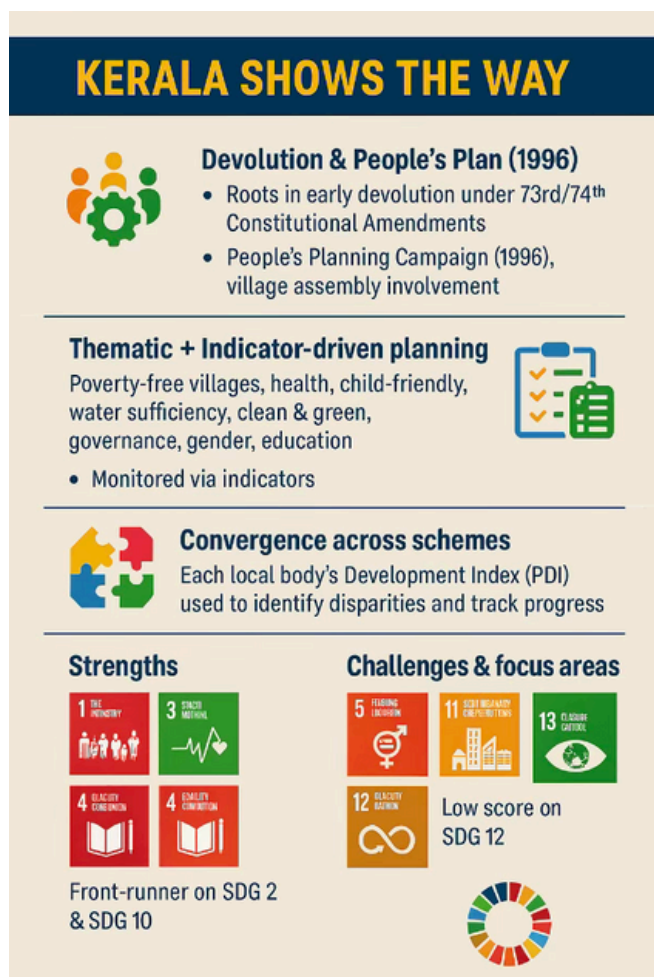 KERALA SHOWS THE WAY
Devolution & People's Plan (1996)
• Roots in early devolution under 73rd/74th
Constitutional Amendments
• People's Planning Campaign (1996),
village assembly involvement
Thematic + Indicator-driven planning
Poverty-free villages, health, child-friendly,
water sufficiency, clean & green,
governance, gender, education
• Monitored via indicators
Convergence across schemes
Each local body's Development Index (PDI)
used to identify disparities and track progress
Strengths
1 THE
3
4
4
Front-runner on SDG 2
& SDG 10
Challenges & focus areas
5
11
13
12
Low score on
SDG 12